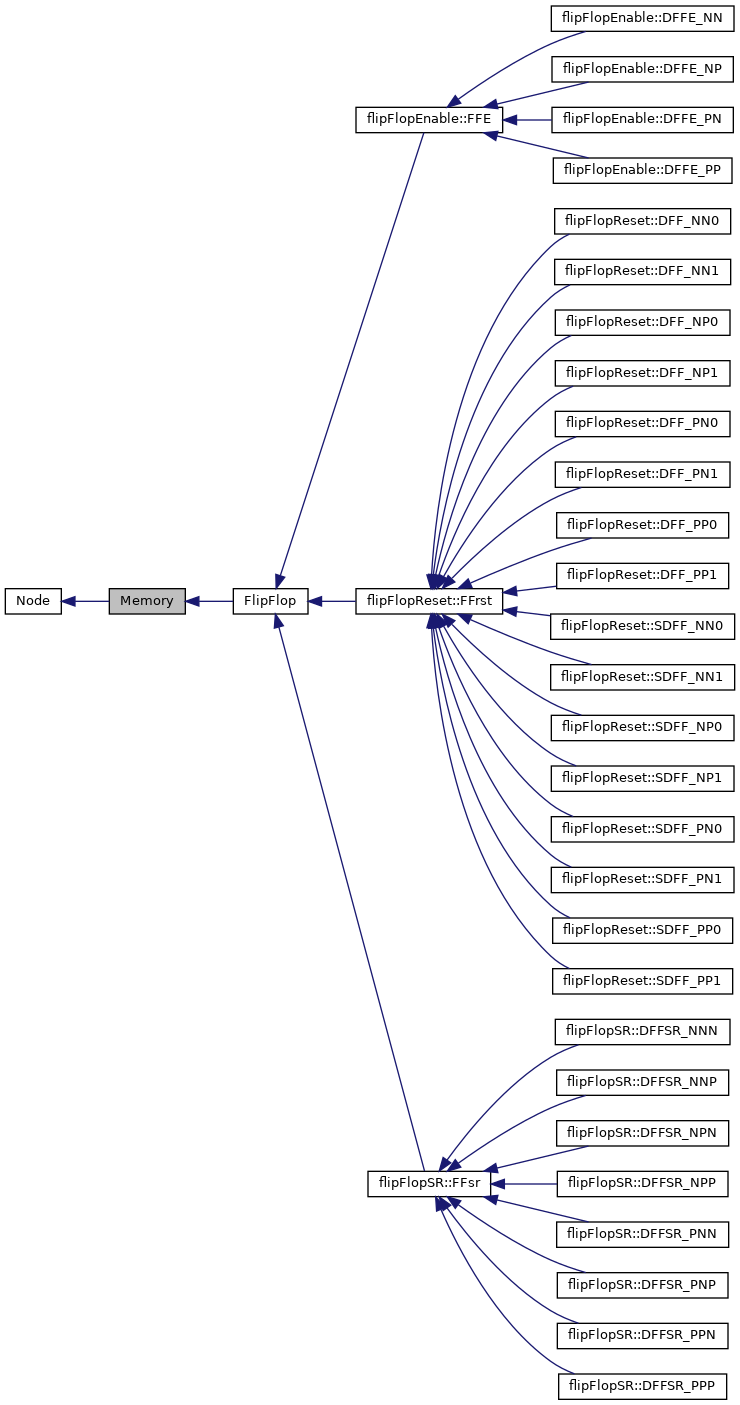 flipFlopEnable::DFFE_NN
flipFlopEnable::DFFE_NP
flipFlopEnable::FFE
flipFlopEnable::DFFE_PN
flipFlopEnable::DFFE_PP
flipFlopReset::DFF_NN0
flipFlopReset::DFF_NN1
flipFlopReset::DFF_NP0
flipFlopReset::DFF_NP1
flipFlopReset::DFF_PN0
flipFlopReset::DFF_PN1
flipFlopReset::DFF_PP0
flipFlopReset::DFF_PP1
Node
Memory
FlipFlop
flipFlopReset::FFrst
flipFlopReset::SDFF_NN0
flipFlopReset::SDFF_NN1
flipFlopReset::SDFF_NP0
flipFlopReset::SDFF_NP1
flipFlopReset::SDFF_PN0
flipFlopReset::SDFF_PN1
flipFlopReset::SDFF_PP0
flipFlopReset::SDFF_PP1
flipFlopSR::DFFSR_NNN
flipFlopSR::DFFSR_NNP
flipFlopSR::DFFSR_NPN
flipFlopSR::FFsr
flipFlopSR::DFFSR_NPP
flipFlopSR::DFFSR_PNN
flipFlopSR::DFFSR_PNP
flipFlopSR::DFFSR_PPN
flipFlopSR::DFFSR_PPP